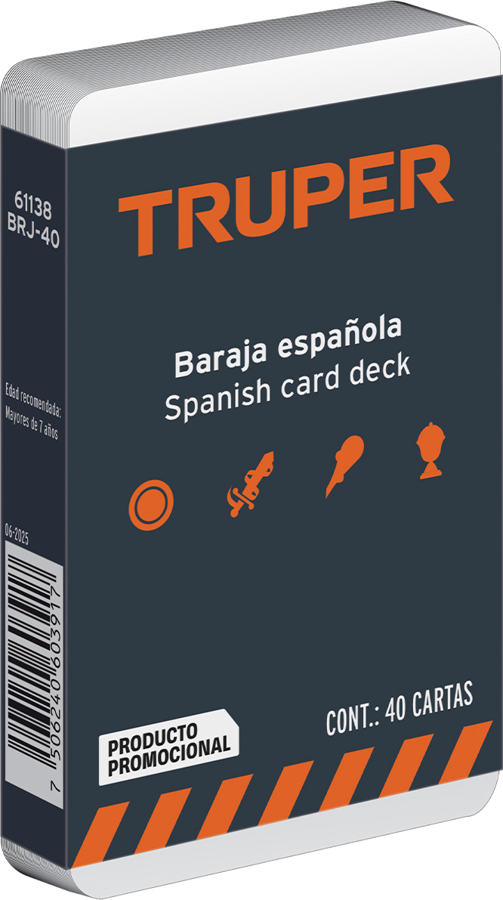 TRUPER
Baraja española
Spanish card deck
CONT.: 40 CARTAS
PRODUCTO
PROMOCIONAL
61138
BRJ-40
Edad recomendada:
Mayores de 7 años
06-2025
7 506240 603917